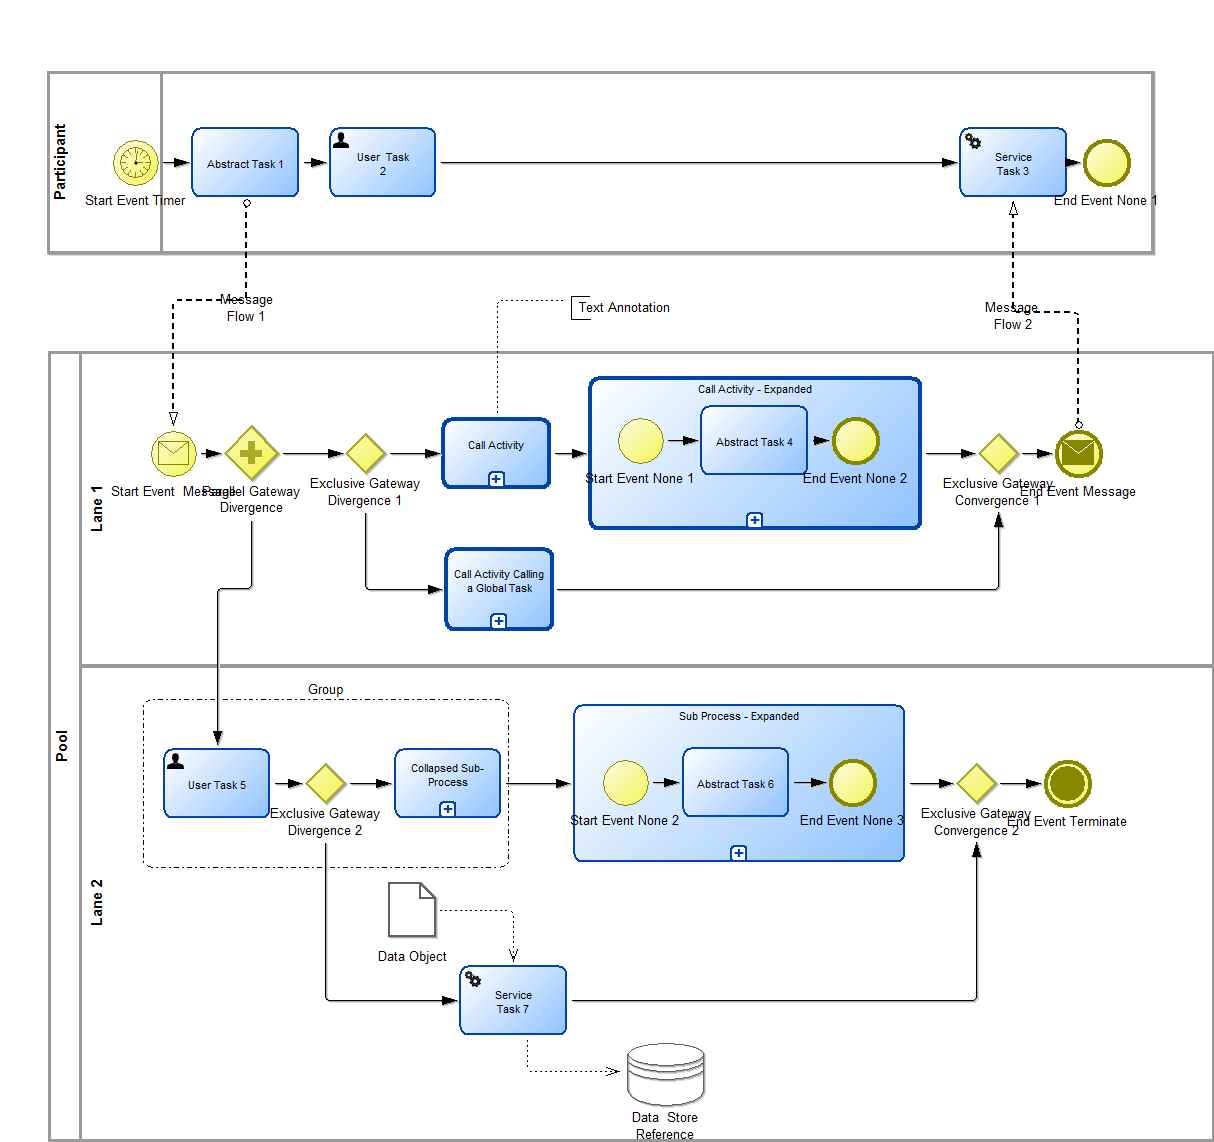 Participant
Start Event Timer
Abstract Task 1
User Task
2
Service
Task 3
End Event None 1
Message
Flow 1
Text Annotation
Message
Flow 2
Pool
Lane 1
Start Event Message
Parallel Gateway
Divergence
Exclusive Gateway
Divergence 1
Call Activity
Call Activity - Expanded
Start Event None 1
Abstract Task 4
End Event None 2
Exclusive Gateway
Convergence 1
End Event Message
Call Activity Calling
a Global Task
Lane 2
Group
User Task 5
Exclusive Gateway
Divergence 2
Collapsed Sub-
Process
Sub Process - Expanded
Start Event None 2
Abstract Task 6
End Event None 3
Exclusive Gateway
Convergence 2
End Event Terminate
Data Object
Service
Task 7
Data Store
Reference